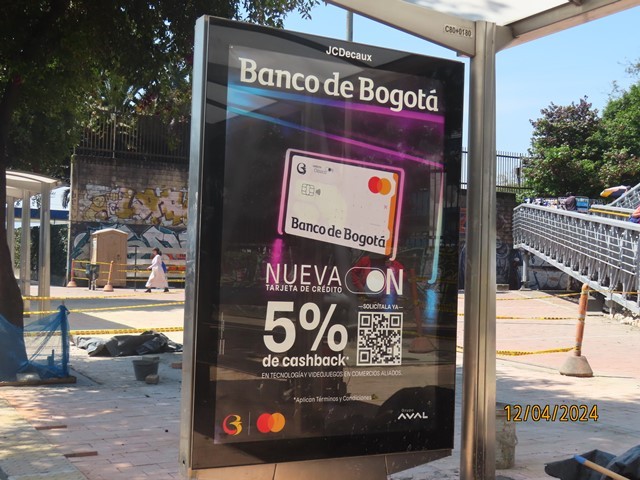 C80+0180
JCDecaux
Banco de Bogotá
Banco de Bogotá
NUEVA ON
TARJETA DE CRÉDITO
SOLICÍTALA YA
5%
de cashback*
EN TECNOLOGÍA Y VIDEOJUEGOS EN COMERCIOS ALIADOS.
*Aplican Términos y Condiciones
Grupo
AVAL
12/04/2024